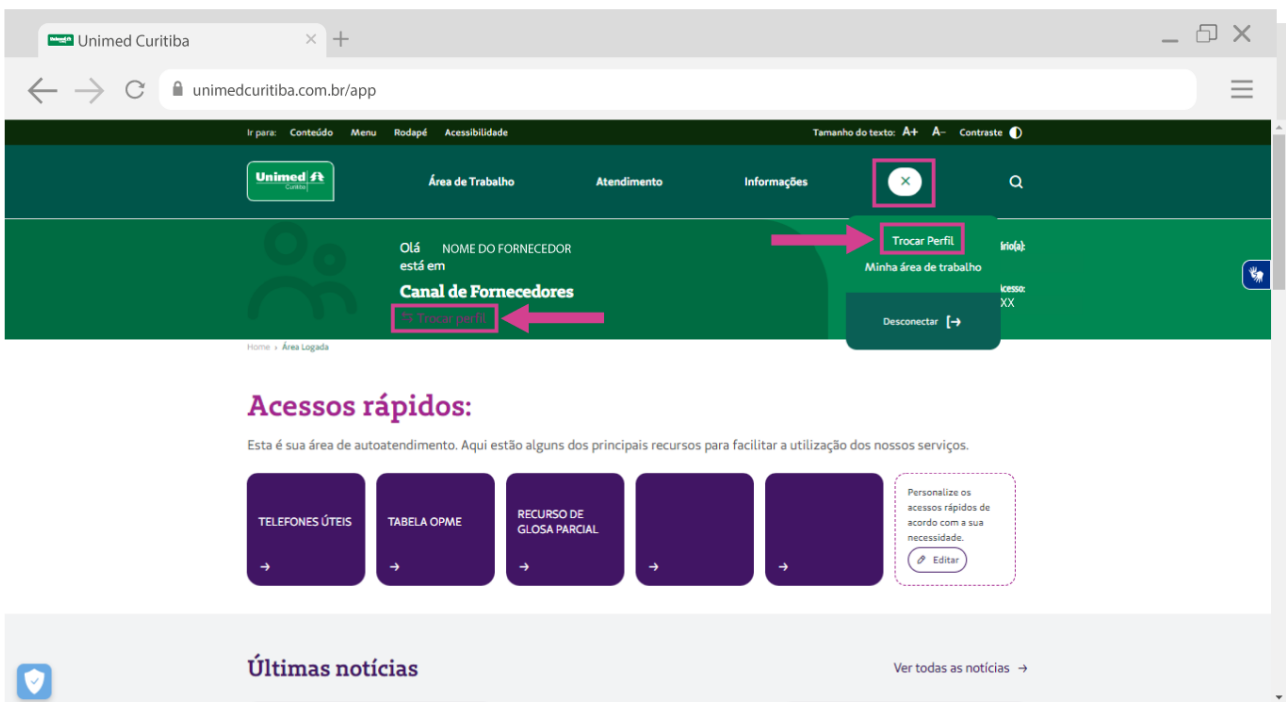 Unimed Curitiba
unimedcuritiba.com.br/app
Ir para: Conteúdo Menu Rodapé Acessibilidade
Tamanho do texto: A+ A- Contraste
Unimed
Curitiba
Área de Trabalho Atendimento Informações
Olá NOME DO FORNECEDOR
está em
Canal de Fornecedores
Trocar perfil
Trocar Perfil
Minha área de trabalho
Desconectar
ário(a):
acesso:
XX
Home » Área Logada
Acessos rápidos:
Esta é sua área de autoatendimento. Aqui estão alguns dos principais recursos para facilitar a utilização dos nossos serviços.
TELEFONES ÚTEIS
TABELA OPME
RECURSO DE
GLOSA PARCIAL
Personalize os
acessos rápidos de
acordo com a sua
necessidade.
Editar
Últimas notícias
Ver todas as notícias →